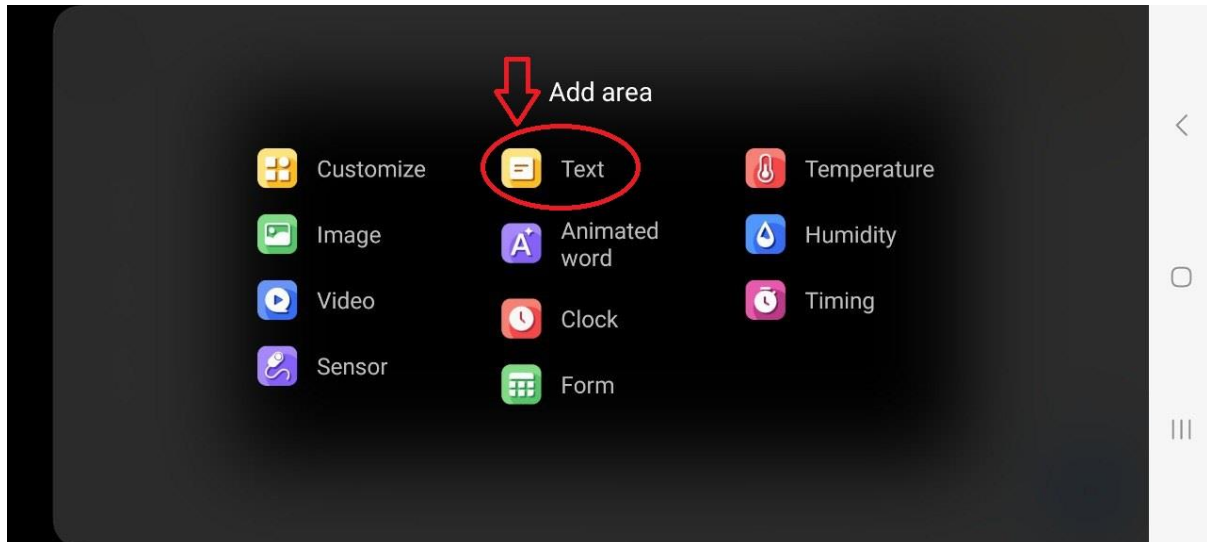 Add area
Customize
Image
Video
Sensor
Text
Animated
word
Clock
Form
Temperature
Humidity
Timing